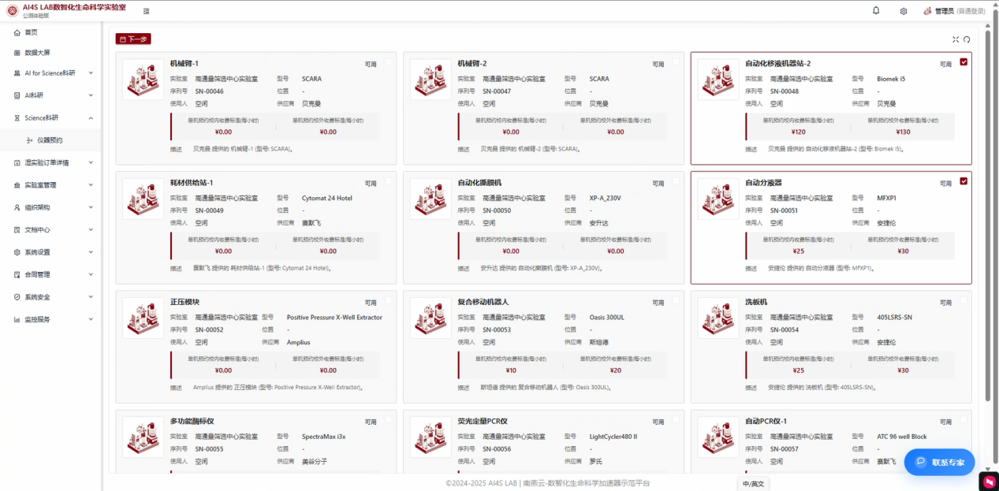 AI4S LAB数智化生命科学实验室
公测体验版
管理员 (普通登录)
首页
数据大屏
AI for Science科研
AI科研
Science科研
仪器预约
湿实验订单详情
实验室管理
组织架构
文档中心
系统设置
合同管理
系统安全
监控服务
下一步
机械臂-1 可用
实验室 高通量筛选中心实验室 型号 SCARA
序列号 SN-00046 位置 -
使用人 空闲 供应商 贝克曼
单机预约校内收费标准(每小时) 单机预约校外收费标准(每小时)
¥0.00 ¥0.00
描述 贝克曼 提供的 机械臂-1 (型号: SCARA)。
机械臂-2 可用
实验室 高通量筛选中心实验室 型号 SCARA
序列号 SN-00047 位置 -
使用人 空闲 供应商 贝克曼
单机预约校内收费标准(每小时) 单机预约校外收费标准(每小时)
¥0.00 ¥0.00
描述 贝克曼 提供的 机械臂-2 (型号: SCARA)。
自动化移液机器站-2 可用
实验室 高通量筛选中心实验室 型号 Biomek i5
序列号 SN-00048 位置 -
使用人 空闲 供应商 贝克曼
单机预约校内收费标准(每小时) 单机预约校外收费标准(每小时)
¥120 ¥130
描述 贝克曼 提供的 自动化移液机器站-2 (型号: Biomek i5)。
耗材供给站-1 可用
实验室 高通量筛选中心实验室 型号 Cytomat 24 Hotel
序列号 SN-00049 位置 -
使用人 空闲 供应商 赛默飞
单机预约校内收费标准(每小时) 单机预约校外收费标准(每小时)
¥0.00 ¥0.00
描述 赛默飞 提供的 耗材供给站-1 (型号: Cytomat 24 Hotel)。
自动化撕膜机 可用
实验室 高通量筛选中心实验室 型号 XP-A_230V
序列号 SN-00050 位置 -
使用人 空闲 供应商 安升达
单机预约校内收费标准(每小时) 单机预约校外收费标准(每小时)
¥0.00 ¥0.00
描述 安升达 提供的 自动化撕膜机 (型号: XP-A_230V)。
自动分液器 可用
实验室 高通量筛选中心实验室 型号 MFXP1
序列号 SN-00051 位置 -
使用人 空闲 供应商 安捷伦
单机预约校内收费标准(每小时) 单机预约校外收费标准(每小时)
¥25 ¥30
描述 安捷伦 提供的 自动分液器 (型号: MFXP1)。
正压模块 可用
实验室 高通量筛选中心实验室 型号 Positive Pressure X-Well Extractor
序列号 SN-00052 位置 -
使用人 空闲 供应商 Amplius
单机预约校内收费标准(每小时) 单机预约校外收费标准(每小时)
¥0.00 ¥0.00
描述 Amplius 提供的 正压模块 (型号: Positive Pressure X-Well Extractor)。
复合移动机器人 可用
实验室 高通量筛选中心实验室 型号 Oasis 300UL
序列号 SN-00053 位置 -
使用人 空闲 供应商 斯坦德
单机预约校内收费标准(每小时) 单机预约校外收费标准(每小时)
¥10 ¥20
描述 斯坦德 提供的 复合移动机器人 (型号: Oasis 300UL)。
洗板机 可用
实验室 高通量筛选中心实验室 型号 405LSRS-SN
序列号 SN-00054 位置 -
使用人 空闲 供应商 安捷伦
单机预约校内收费标准(每小时) 单机预约校外收费标准(每小时)
¥25 ¥30
描述 安捷伦 提供的 洗板机 (型号: 405LSRS-SN)。
多功能酶标仪 可用
实验室 高通量筛选中心实验室 型号 SpectraMax i3x
序列号 SN-00055 位置 -
使用人 空闲 供应商 美谷分子
荧光定量PCR仪 可用
实验室 高通量筛选中心实验室 型号 LightCycler480 II
序列号 SN-00056 位置 -
使用人 空闲 供应商 罗氏
自动PCR仪-1 可用
实验室 高通量筛选中心实验室 型号 ATC 96 well Block
序列号 SN-00057 位置 -
使用人 空闲 供应商 赛默飞
联系专家
©2024-2025 AI4S LAB | 南燕云-数智化生命科学加速器示范平台
中/英文